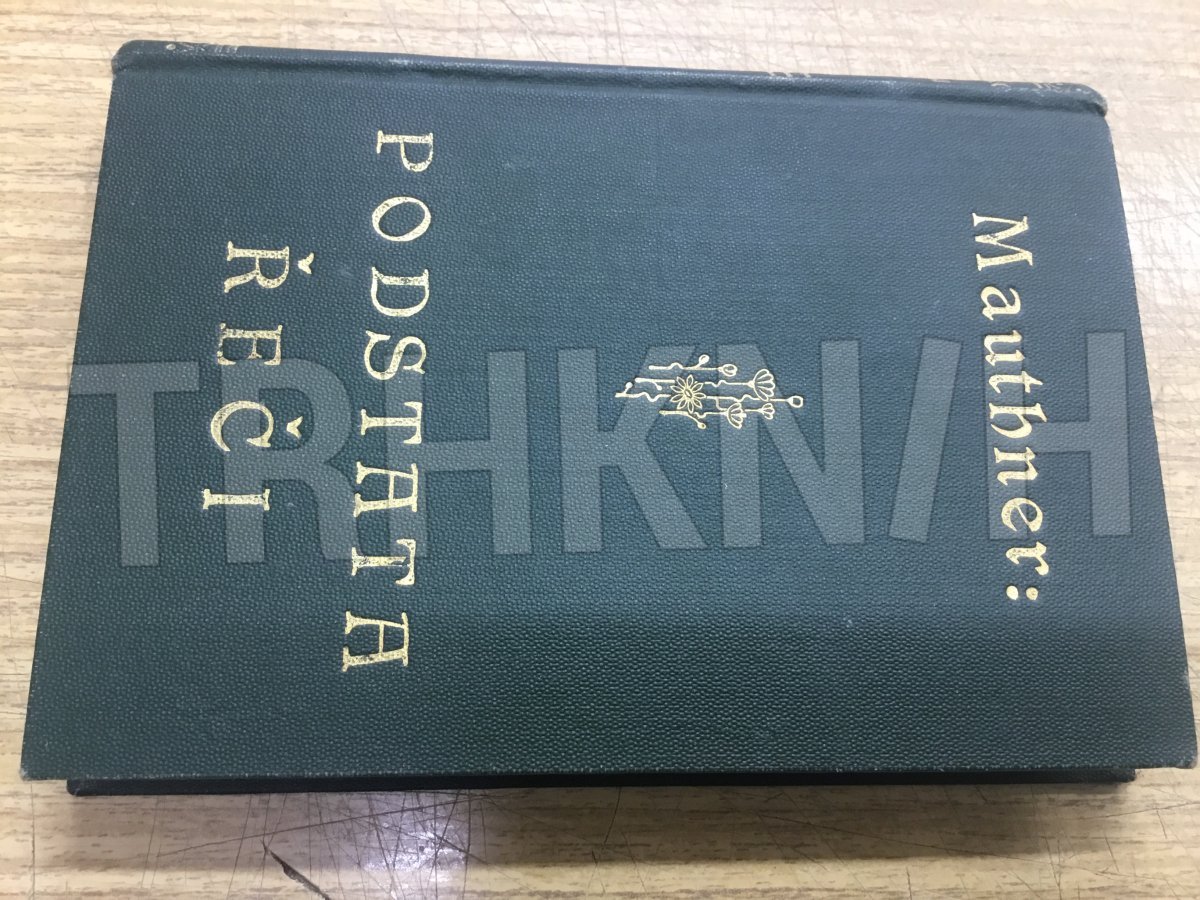 Mauthner:
PODSTATA
ŘEČI
TRHKNIH